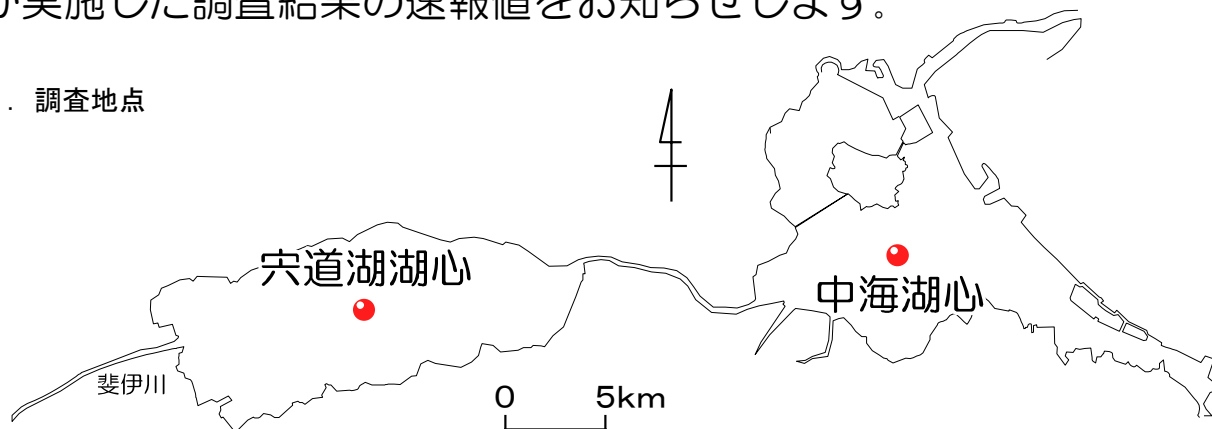 実施した調査結果の速報値をお知らせします。
．調査地点
宍道湖湖心
中海湖心
斐伊川
0 5km